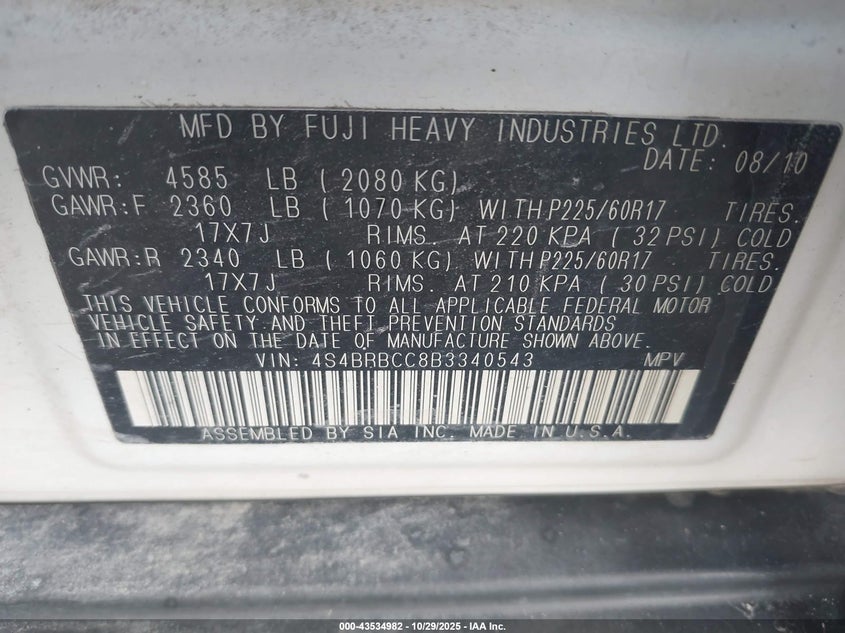 MFD BY FUJI HEAVY INDUSTRIES LTD.
DATE: 08/10
GVWR: 4585 LB ( 2080 KG)
GAWR:F 2360 LB ( 1070 KG) WITH P225/60R17 TIRES.
17X7J RIMS. AT 220 KPA ( 32 PSI) COLD
GAWR:R 2340 LB ( 1060 KG) WITH P225/60R17 TIRES.
17X7J RIMS. AT 210 KPA ( 30 PSI) COLD
THIS VEHICLE CONFORMS TO ALL APPLICABLE FEDERAL MOTOR
VEHICLE SAFETY AND THEFT PREVENTION STANDARDS
IN EFFECT ON THE DATE OF MANUFACTURE SHOWN ABOVE.
VIN: 4S4BRBCC8B3340543 MPV
ASSEMBLED BY SIA INC. MADE IN U.S.A.
000-43534982 - 10/29/2025 - IAA Inc.